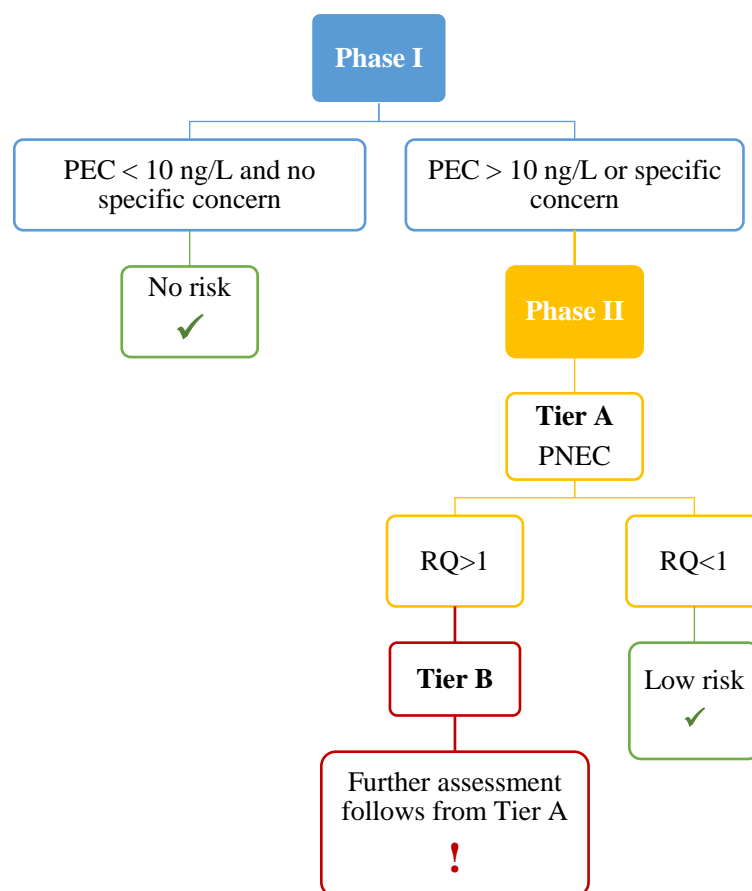 Phase I
PEC < 10 ng/L and no
specific concern
PEC > 10 ng/L or specific
concern
No risk
✓
Phase II
Tier A
PNEC
RQ>1
RQ<1
Tier B
Low risk
✓
Further assessment
follows from Tier A
!